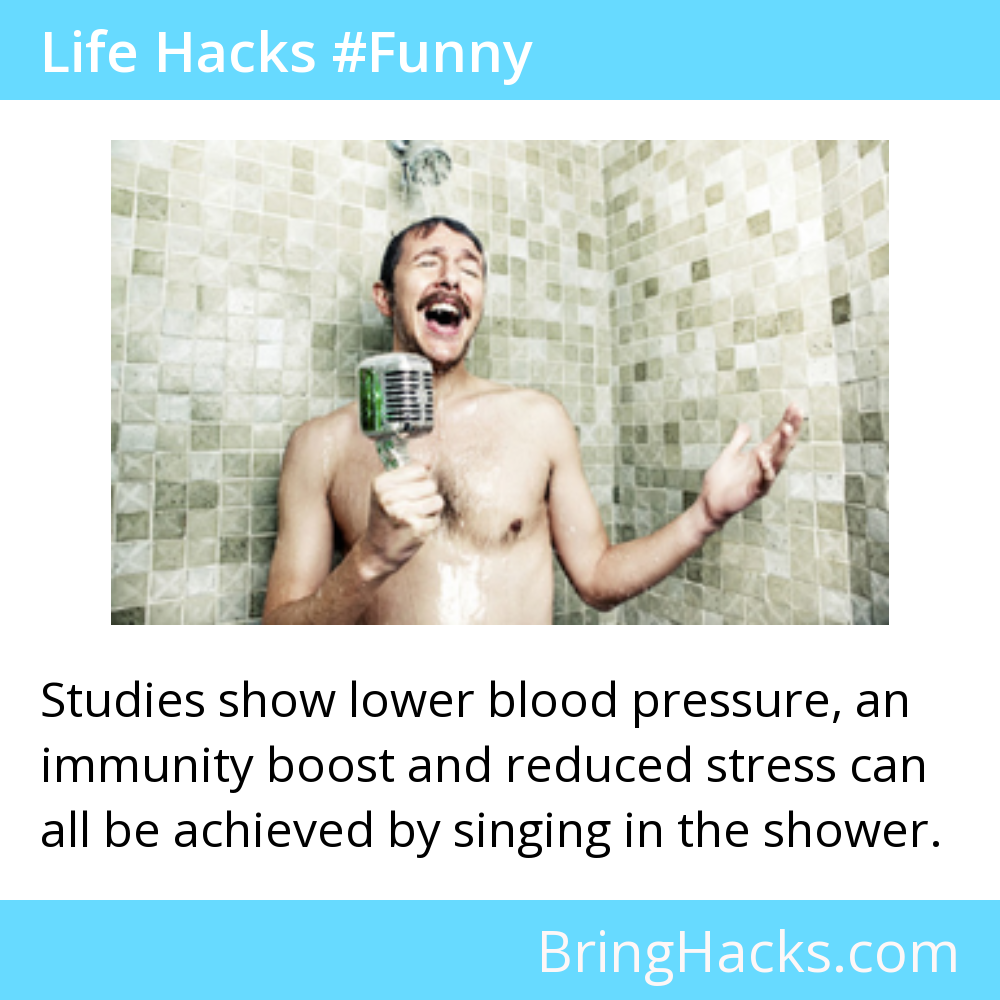 Life Hacks #Funny
Studies show lower blood pressure, an
immunity boost and reduced stress can
all be achieved by singing in the shower.
BringHacks.com